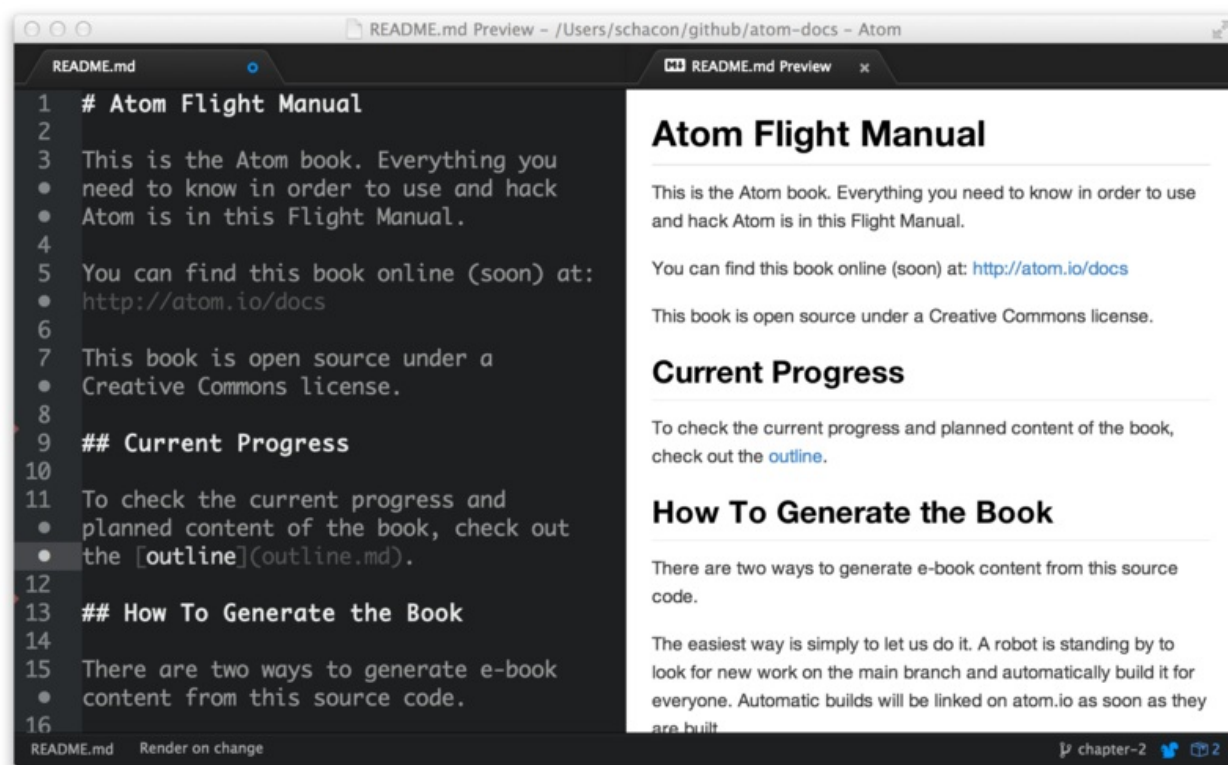 README.md Preview - /Users/schacon/github/atom-docs - Atom
README.md
1 # Atom Flight Manual
2
3 This is the Atom book. Everything you
• need to know in order to use and hack
• Atom is in this Flight Manual.
4
5 You can find this book online (soon) at:
• http://atom.io/docs
6
7 This book is open source under a
• Creative Commons license.
8
9 ## Current Progress
10
11 To check the current progress and
• planned content of the book, check out
• the [outline](outline.md).
12
13 ## How To Generate the Book
14
15 There are two ways to generate e-book
• content from this source code.
16
README.md Preview
Atom Flight Manual
This is the Atom book. Everything you need to know in order to use
and hack Atom is in this Flight Manual.
You can find this book online (soon) at: http://atom.io/docs
This book is open source under a Creative Commons license.
Current Progress
To check the current progress and planned content of the book,
check out the outline.
How To Generate the Book
There are two ways to generate e-book content from this source
code.
The easiest way is simply to let us do it. A robot is standing by to
look for new work on the main branch and automatically build it for
everyone. Automatic builds will be linked on atom.io as soon as they
are built
README.md Render on change
chapter-2 2